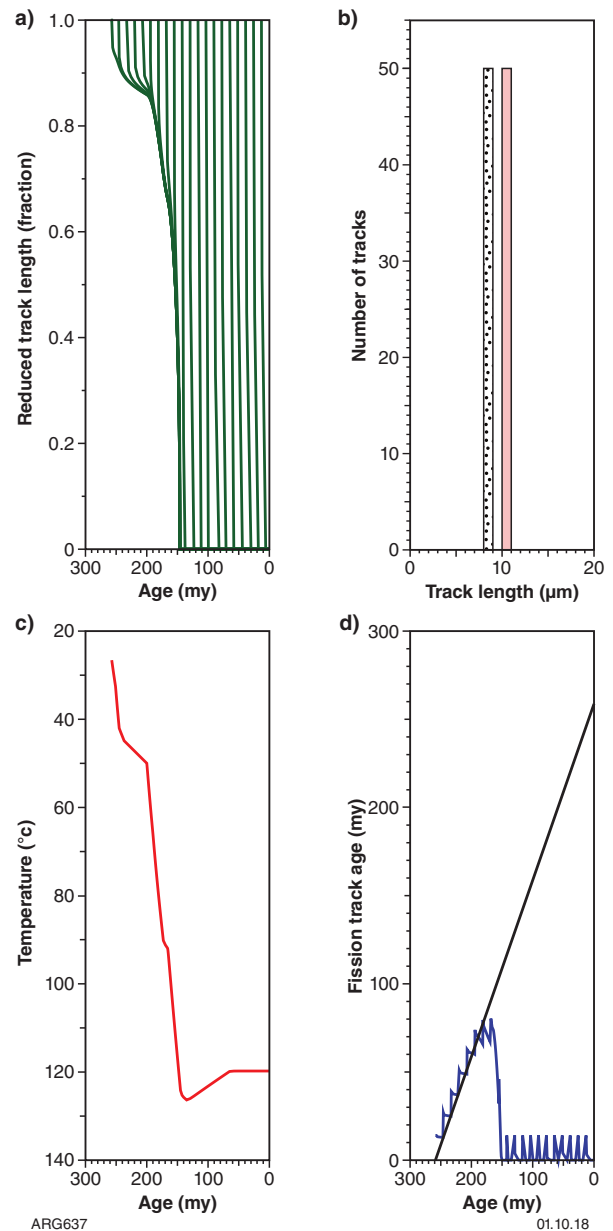 a)
1.0
0.8
0.6
0.4
0.2
0
Reduced track length (fraction)
300 200 100 0
Age (my)
b)
50
40
30
20
10
0
Number of tracks
0 10 20
Track length (µm)
c)
20
40
60
80
100
120
140
Temperature (°c)
300 200 100 0
Age (my)
d)
300
200
100
0
Fission track age (my)
300 200 100 0
Age (my)
ARG637
01.10.18